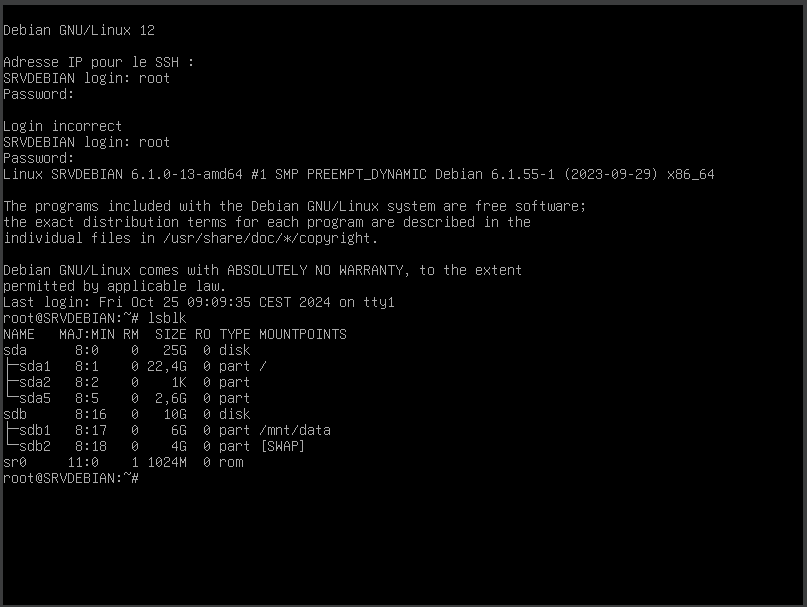 Debian GNU/Linux 12
Adresse IP pour le SSH :
SRVDEBIAN login: root
Password:
Login incorrect
SRVDEBIAN login: root
Password:
Linux SRVDEBIAN 6.1.0-13-amd64 #1 SMP PREEMPT_DYNAMIC Debian 6.1.55-1 (2023-09-29) x86_64
The programs included with the Debian GNU/Linux system are free software;
the exact distribution terms for each program are described in the
individual files in /usr/share/doc/*/copyright.
Debian GNU/Linux comes with ABSOLUTELY NO WARRANTY, to the extent
permitted by applicable law.
Last login: Fri Oct 25 09:09:35 CEST 2024 on tty1
root@SRVDEBIAN:~# lsblk
NAME   MAJ:MIN RM   SIZE RO TYPE MOUNTPOINTS
sda      8:0    0    25G  0 disk
├─sda1   8:1    0  22,4G  0 part /
├─sda2   8:2    0     1K  0 part
└─sda5   8:5    0   2,6G  0 part
sdb      8:16   0    10G  0 disk
├─sdb1   8:17   0     6G  0 part /mnt/data
└─sdb2   8:18   0     4G  0 part [SWAP]
sr0     11:0    1  1024M  0 rom
root@SRVDEBIAN:~#